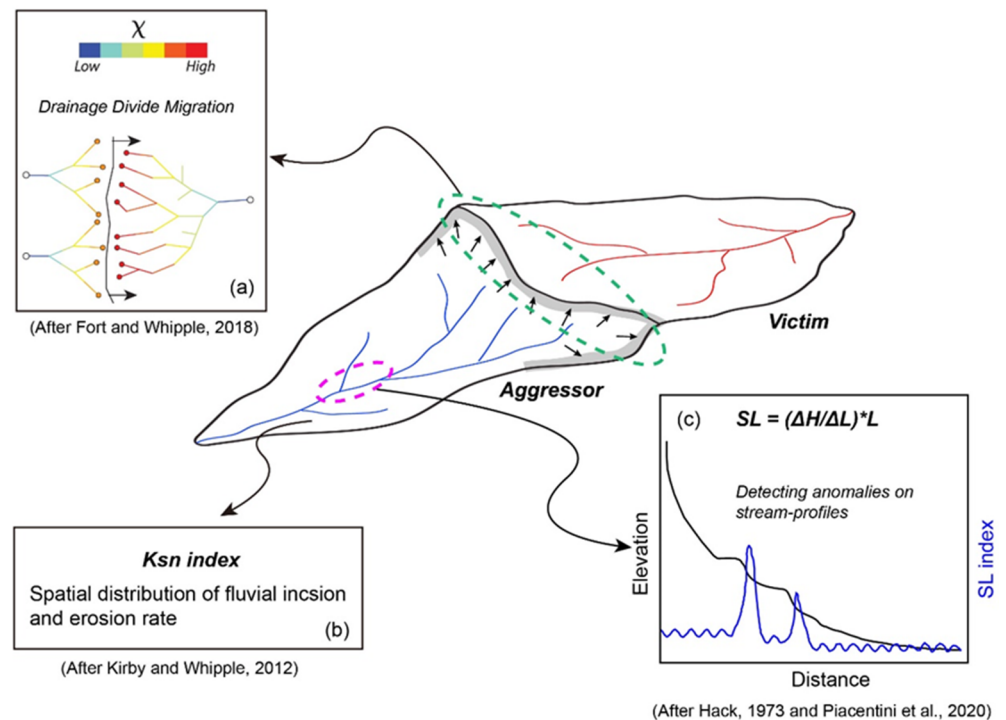 χ
Low
High
Drainage Divide Migration
(a)
(After Fort and Whipple, 2018)
Victim
Aggressor
Ksn index
Spatial distribution of fluvial incsion
and erosion rate
(b)
(After Kirby and Whipple, 2012)
(c)
SL = (ΔH/ΔL)*L
Detecting anomalies on
stream-profiles
Elevation
SL index
Distance
(After Hack, 1973 and Piacentini et al., 2020)